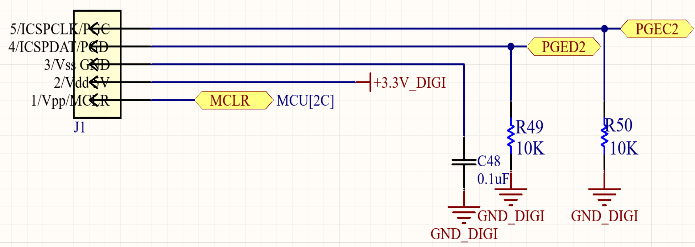 5/ICSPCLK/PGC
PGEC2
4/ICSPDAT/PGD
PGED2
3/Vss GND
2/Vdd +V
+3.3V_DIGI
1/Vpp/MCLR
MCLR
MCU[2C]
J1
R49
10K
R50
10K
C48
0.1uF
GND_DIGI
GND_DIGI
GND_DIGI